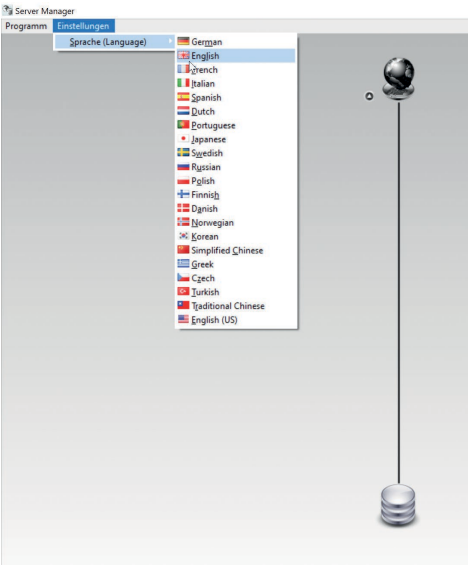 Server Manager
Programm Einstellungen
Sprache (Language)
German
English
French
Italian
Spanish
Dutch
Portuguese
Japanese
Swedish
Russian
Polish
Finnish
Danish
Norwegian
Korean
Simplified Chinese
Greek
Czech
Turkish
Traditional Chinese
English (US)